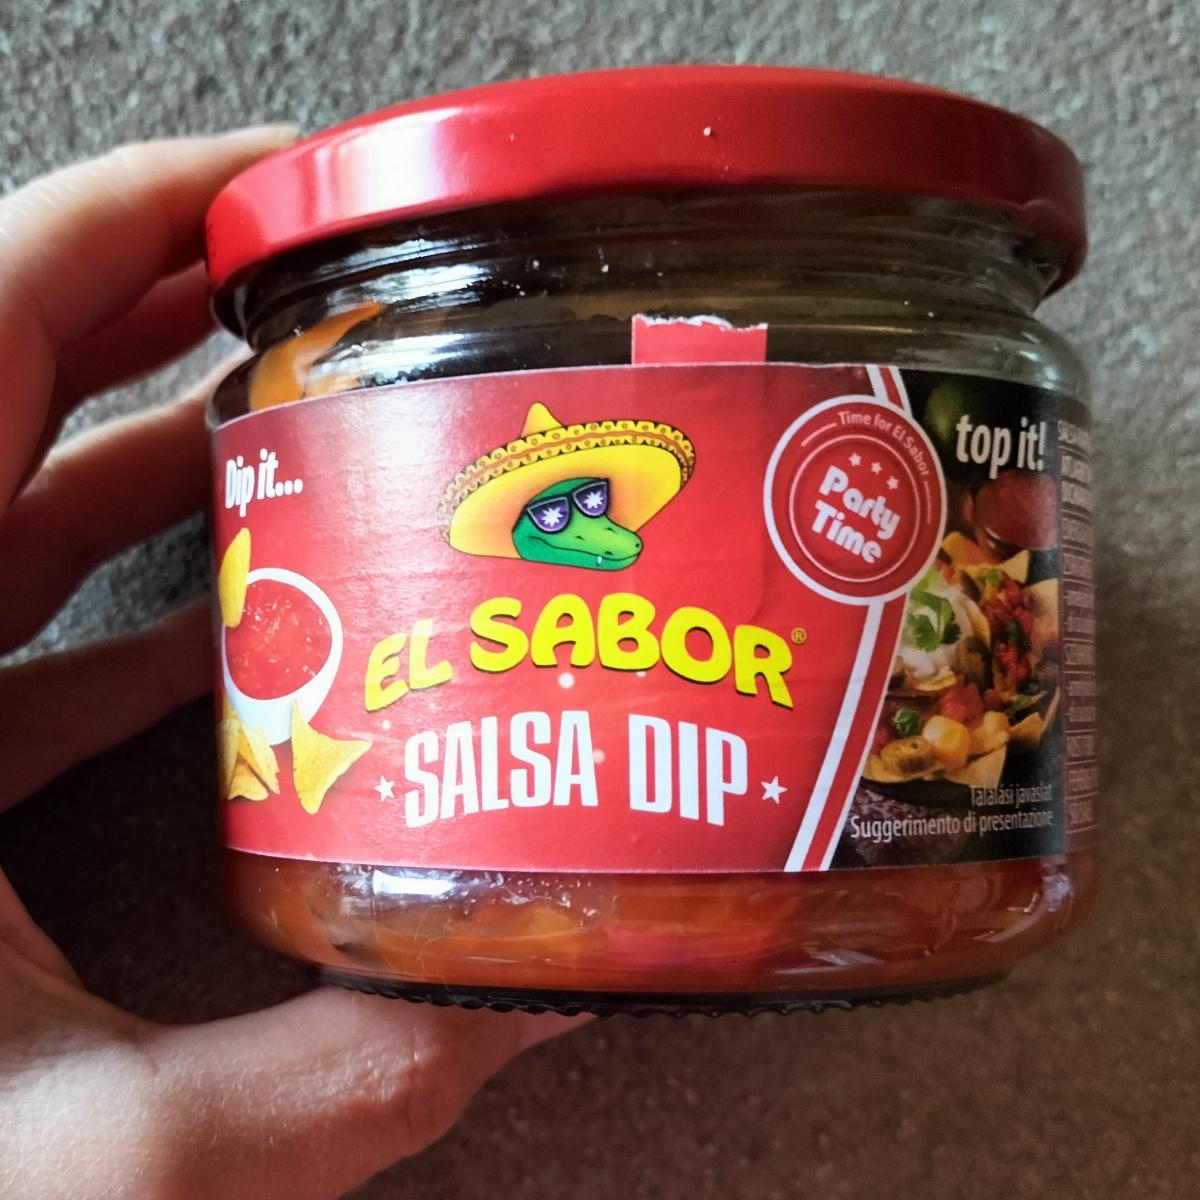 Dip it...
Time for El Sabor
Party
Time
top it!
EL SABOR®
SALSA DIP
Tálalási javaslat
Suggerimento di presentazione